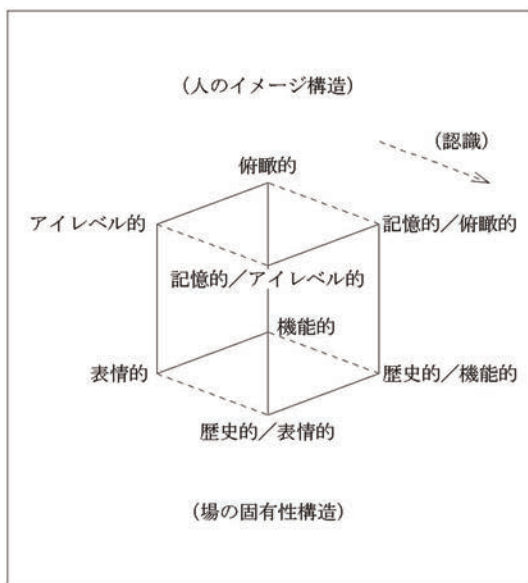 （人のイメージ構造）
（認識）
俯瞰的
アイレベル的
記憶的／俯瞰的
記憶的／アイレベル的
機能的
表情的
歴史的／機能的
歴史的／表情的
（場の固有性構造）